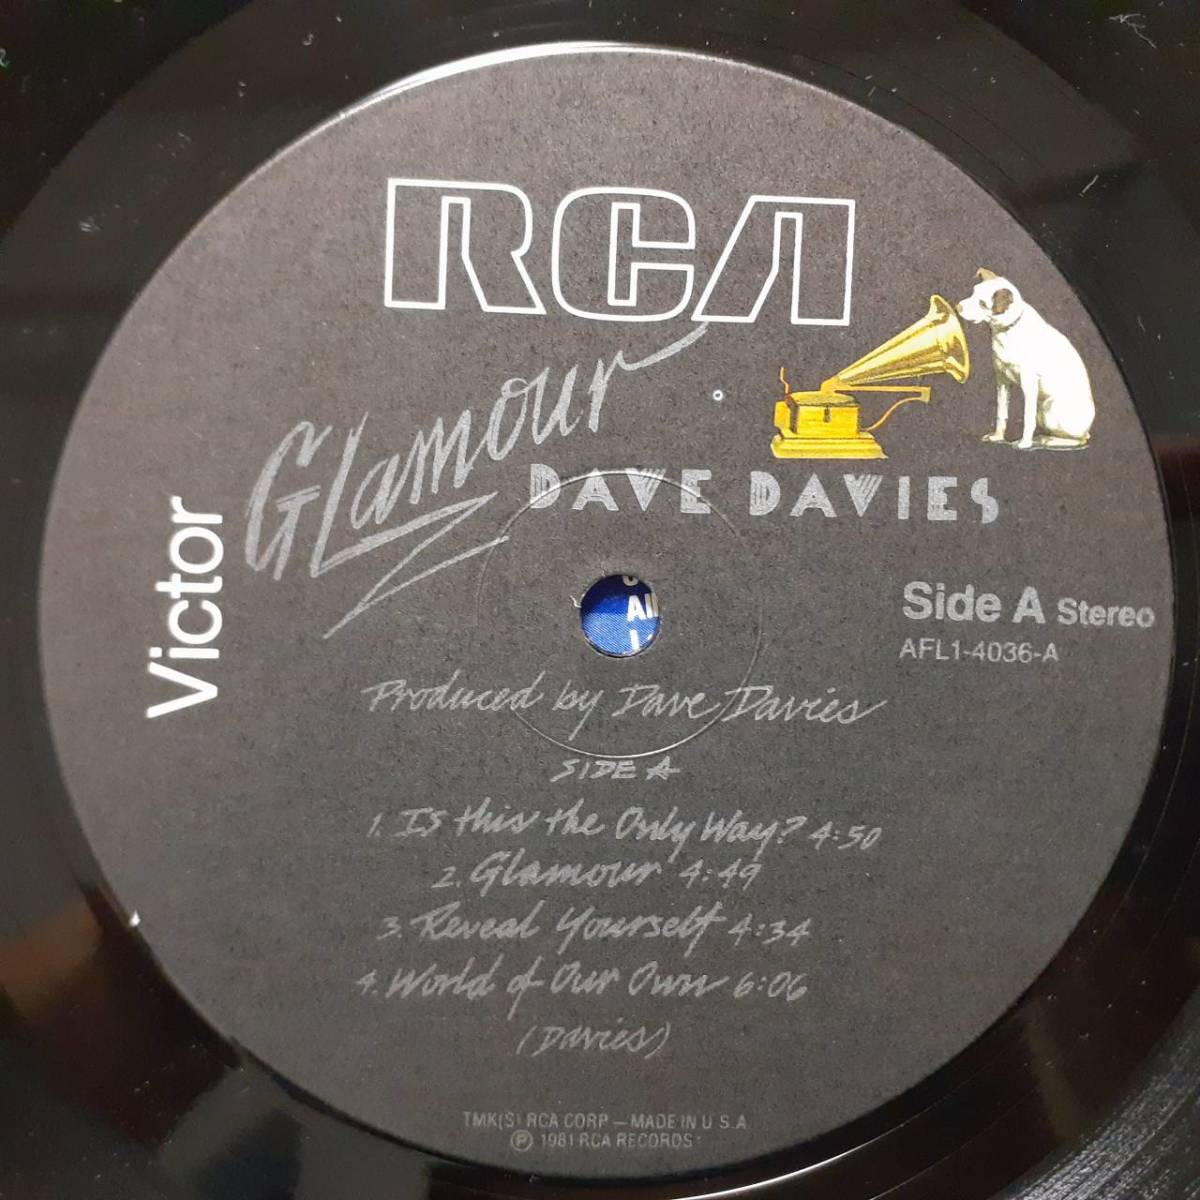 RCA
Glamour
DAVE DAVIES
Victor
Side A Stereo
AFL1-4036-A
Produced by Dave Davies
SIDE A
1. Is this the Only Way? 4:50
2. Glamour 4:49
3. Reveal Yourself 4:34
4. World of Our Own 6:06
(Davies)
TMK(S) RCA CORP — MADE IN U.S.A
℗ 1981 RCA RECORDS